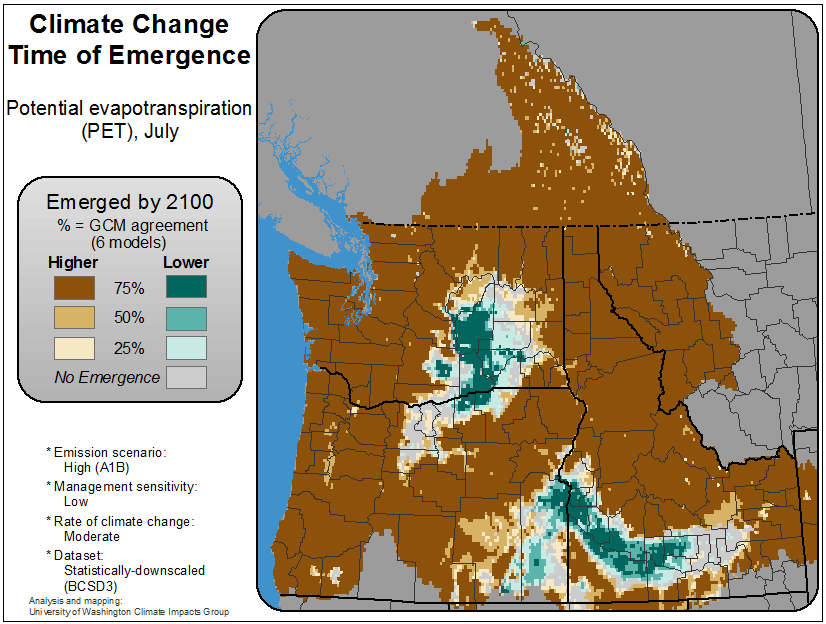 Climate Change
Time of Emergence
Potential evapotranspiration
(PET), July
Emerged by 2100
% = GCM agreement
(6 models)
Higher Lower
75%
50%
25%
No Emergence
* Emission scenario:
High (A1B)
* Management sensitivity:
Low
* Rate of climate change:
Moderate
* Dataset:
Statistically-downscaled
(BCSD3)
Analysis and mapping:
University of Washington Climate Impacts Group